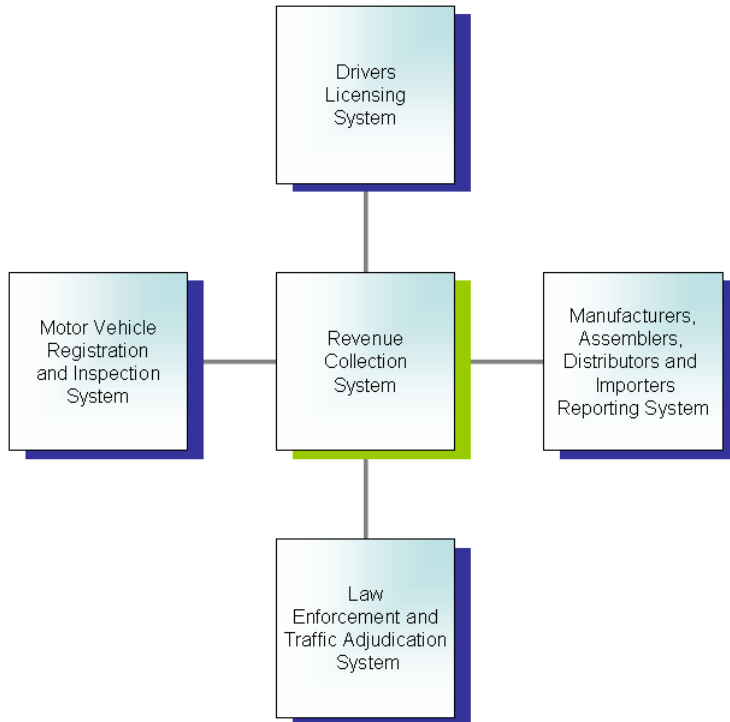 Drivers
Licensing
System
Motor Vehicle
Registration
and Inspection
System
Revenue
Collection
System
Manufacturers,
Assemblers,
Distributors and
Importers
Reporting System
Law
Enforcement and
Traffic Adjudication
System